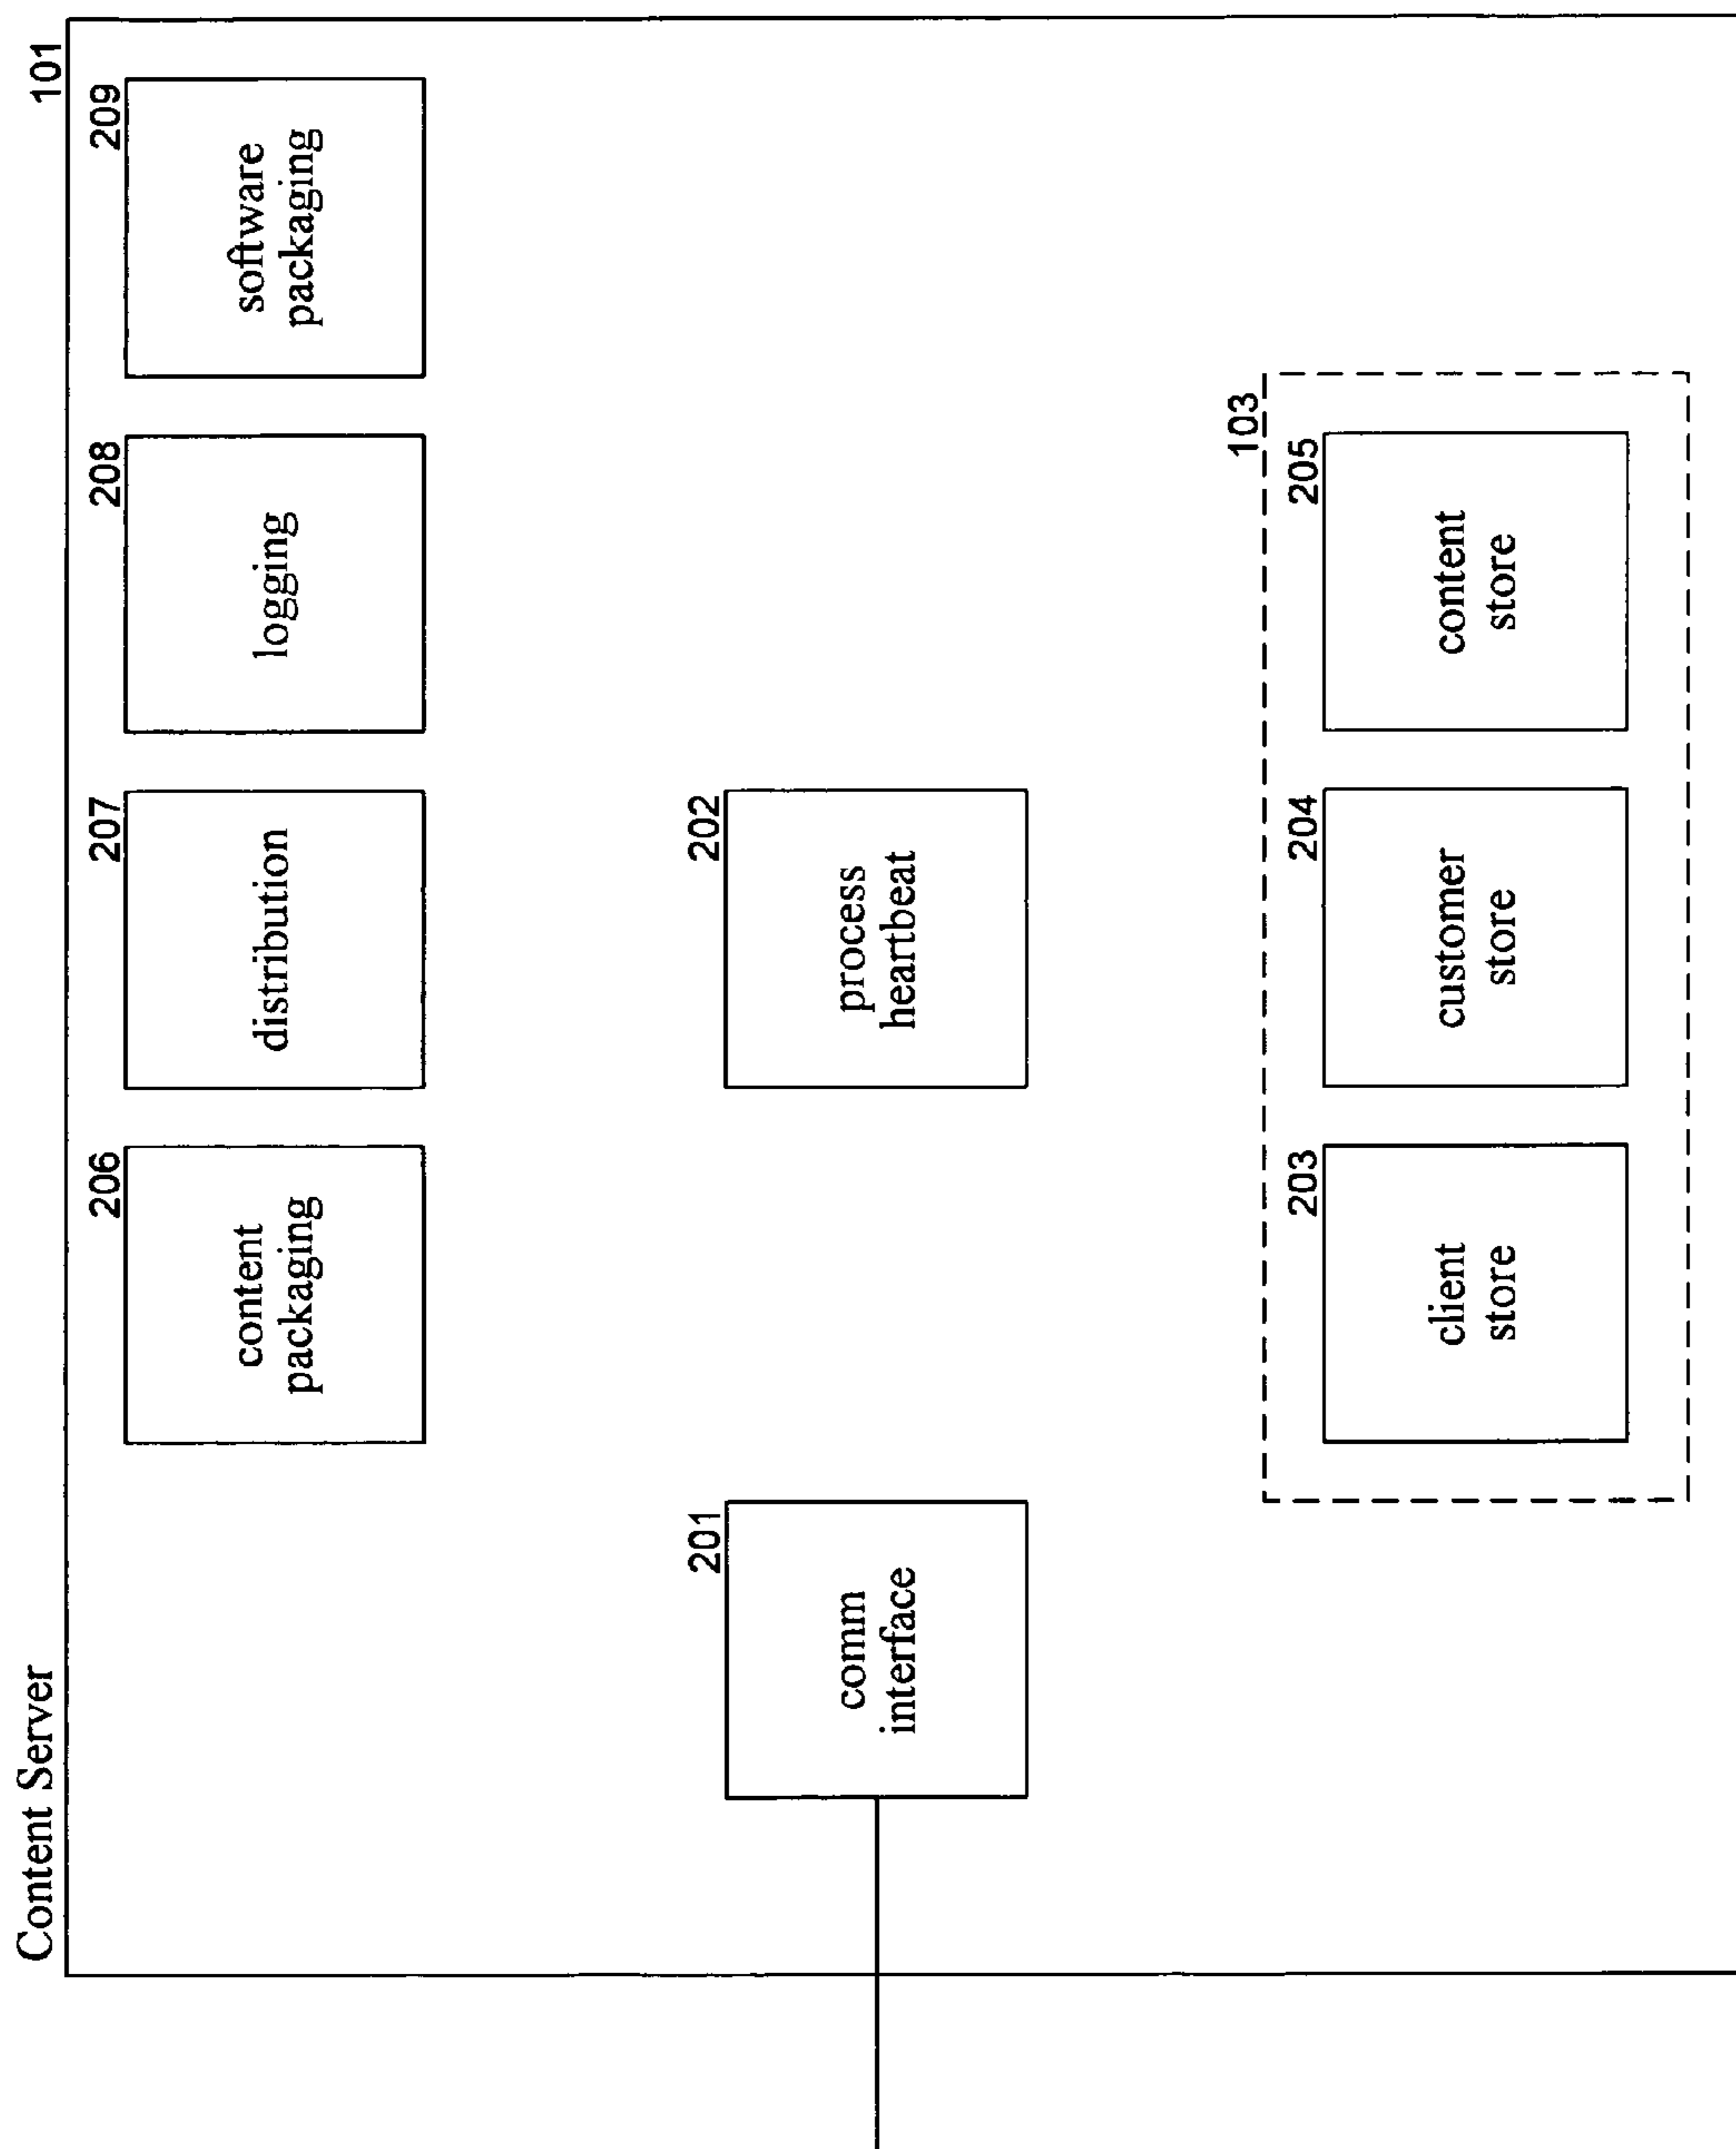 Content Server
101
206
content
packaging
207
distribution
208
logging
209
software
packaging
201
comm
interface
202
process
heartbeat
103
203
client
store
204
customer
store
205
content
store